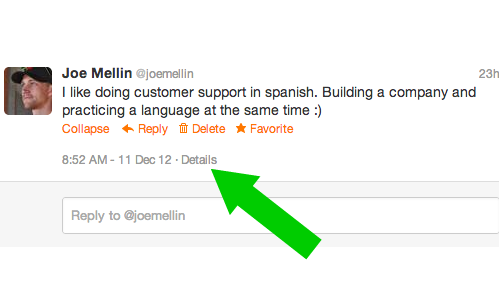 Joe Mellin @joemellin 23h
I like doing customer support in spanish. Building a company and
practicing a language at the same time :)
Collapse Reply Delete Favorite
8:52 AM - 11 Dec 12 · Details
Reply to @joemellin